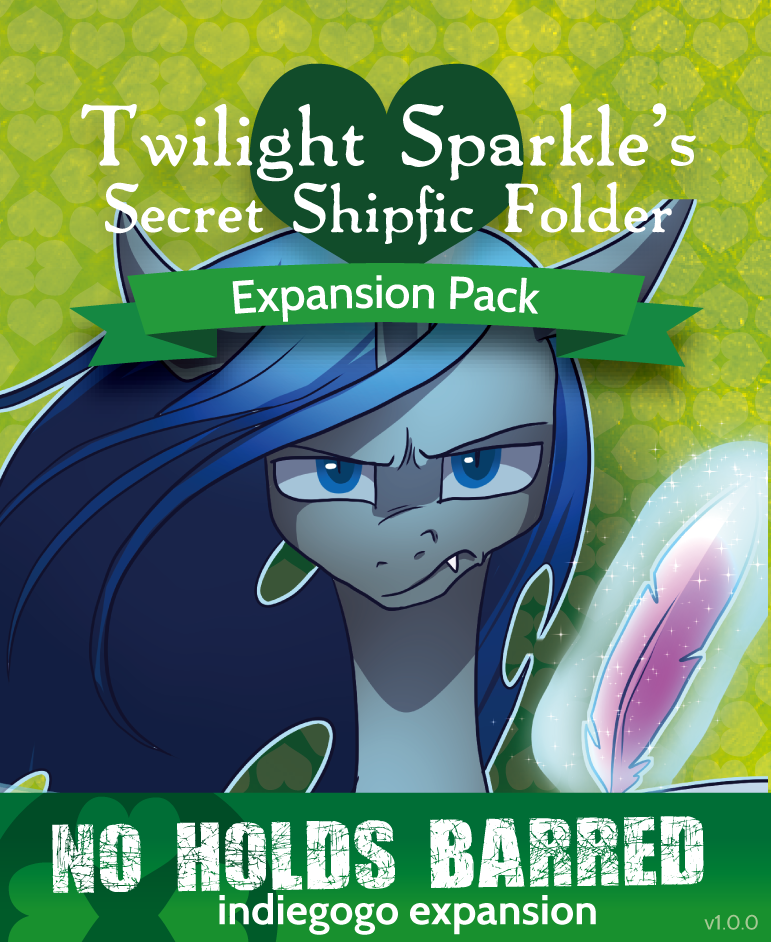 Twilight Sparkle's
Secret Shipfic Folder
Expansion Pack
NO HOLDS BARRED
indiegogo expansion
v1.0.0